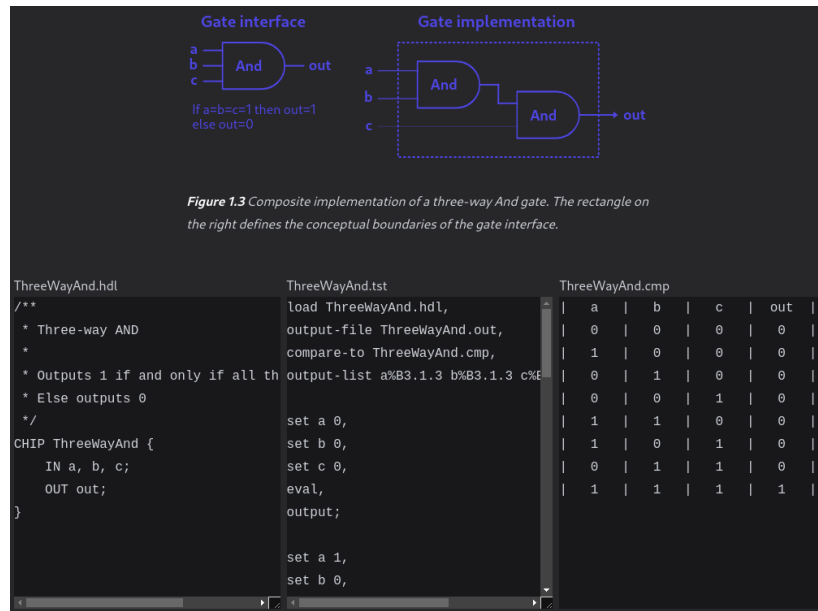 Gate interface
a
b
c
And
out
If a=b=c=1 then out=1
else out=0
Gate implementation
a
b
c
And
And
out
Figure 1.3 Composite implementation of a three-way And gate. The rectangle on
the right defines the conceptual boundaries of the gate interface.
ThreeWayAnd.hdl
/**
 * Three-way AND
 *
 * Outputs 1 if and only if all th
 * Else outputs 0
 */
CHIP ThreeWayAnd {
    IN a, b, c;
    OUT out;
}
ThreeWayAnd.tst
load ThreeWayAnd.hdl,
output-file ThreeWayAnd.out,
compare-to ThreeWayAnd.cmp,
output-list a%B3.1.3 b%B3.1.3 c%B
set a 0,
set b 0,
set c 0,
eval,
output;
set a 1,
set b 0,
ThreeWayAnd.cmp
| a | b | c | out |
| 0 | 0 | 0 | 0 |
| 1 | 0 | 0 | 0 |
| 0 | 1 | 0 | 0 |
| 0 | 0 | 1 | 0 |
| 1 | 1 | 0 | 0 |
| 1 | 0 | 1 | 0 |
| 0 | 1 | 1 | 0 |
| 1 | 1 | 1 | 1 |